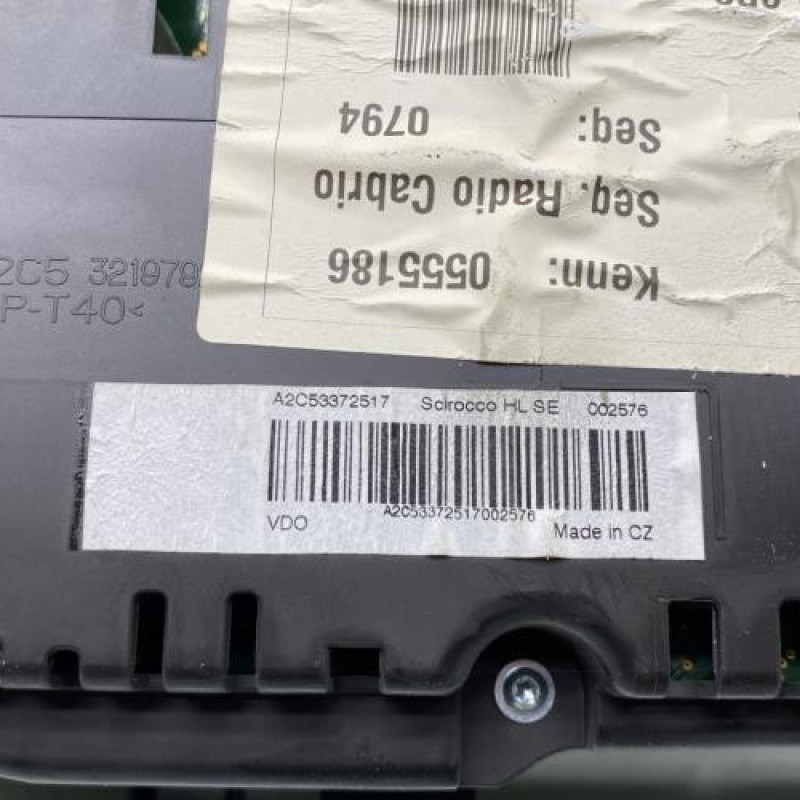 Kenn: 0555186
Seq. Radio Cabrio
Seq: 0794
2C5 321979
P-T40<
A2C53372517 Scirocco HL SE 002576
A2C53372517002576
VDO Made in CZ